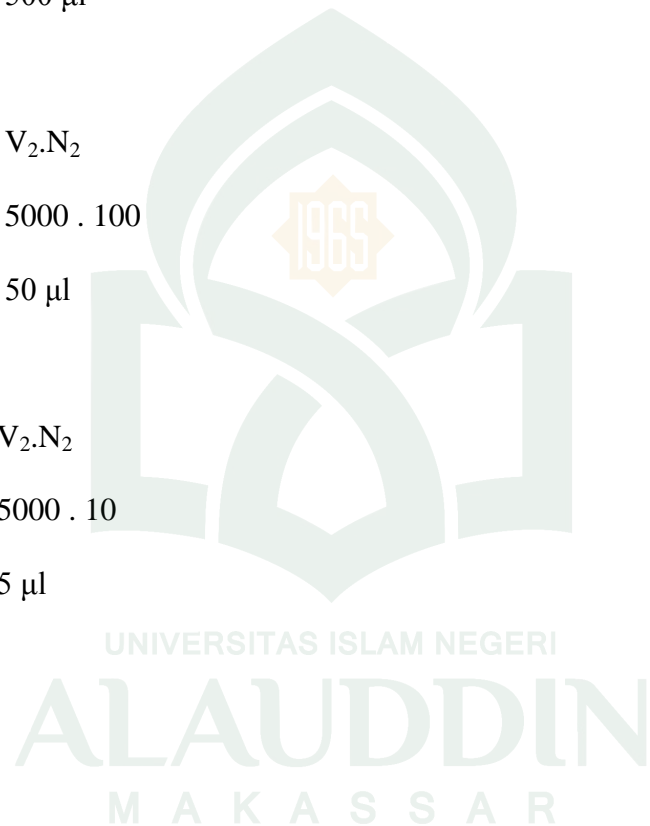 500 µl
V₂.N₂
5000 . 100
1965
50 µl
V₂.N₂
5000 . 10
5 µl
UNIVERSITAS ISLAM NEGERI
ALAUDDIN
MAKASSAR